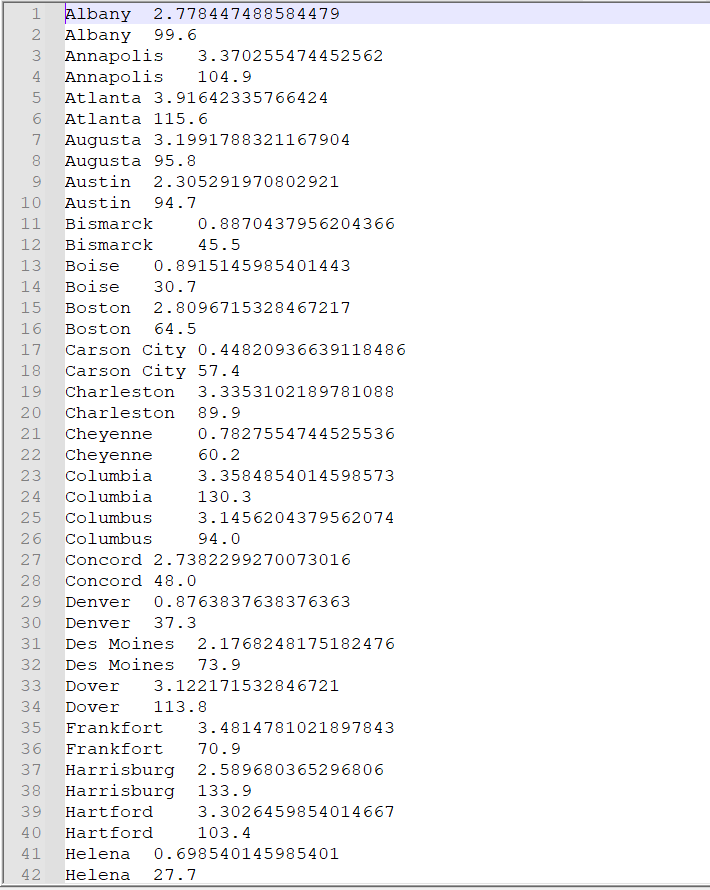 1 Albany 2.778447488584479
2 Albany 99.6
3 Annapolis 3.370255474452562
4 Annapolis 104.9
5 Atlanta 3.91642335766424
6 Atlanta 115.6
7 Augusta 3.1991788321167904
8 Augusta 95.8
9 Austin 2.305291970802921
10 Austin 94.7
11 Bismarck 0.8870437956204366
12 Bismarck 45.5
13 Boise 0.8915145985401443
14 Boise 30.7
15 Boston 2.8096715328467217
16 Boston 64.5
17 Carson City 0.44820936639118486
18 Carson City 57.4
19 Charleston 3.3353102189781088
20 Charleston 89.9
21 Cheyenne 0.7827554744525536
22 Cheyenne 60.2
23 Columbia 3.3584854014598573
24 Columbia 130.3
25 Columbus 3.1456204379562074
26 Columbus 94.0
27 Concord 2.7382299270073016
28 Concord 48.0
29 Denver 0.8763837638376363
30 Denver 37.3
31 Des Moines 2.1768248175182476
32 Des Moines 73.9
33 Dover 3.122171532846721
34 Dover 113.8
35 Frankfort 3.4814781021897843
36 Frankfort 70.9
37 Harrisburg 2.589680365296806
38 Harrisburg 133.9
39 Hartford 3.3026459854014667
40 Hartford 103.4
41 Helena 0.698540145985401
42 Helena 27.7